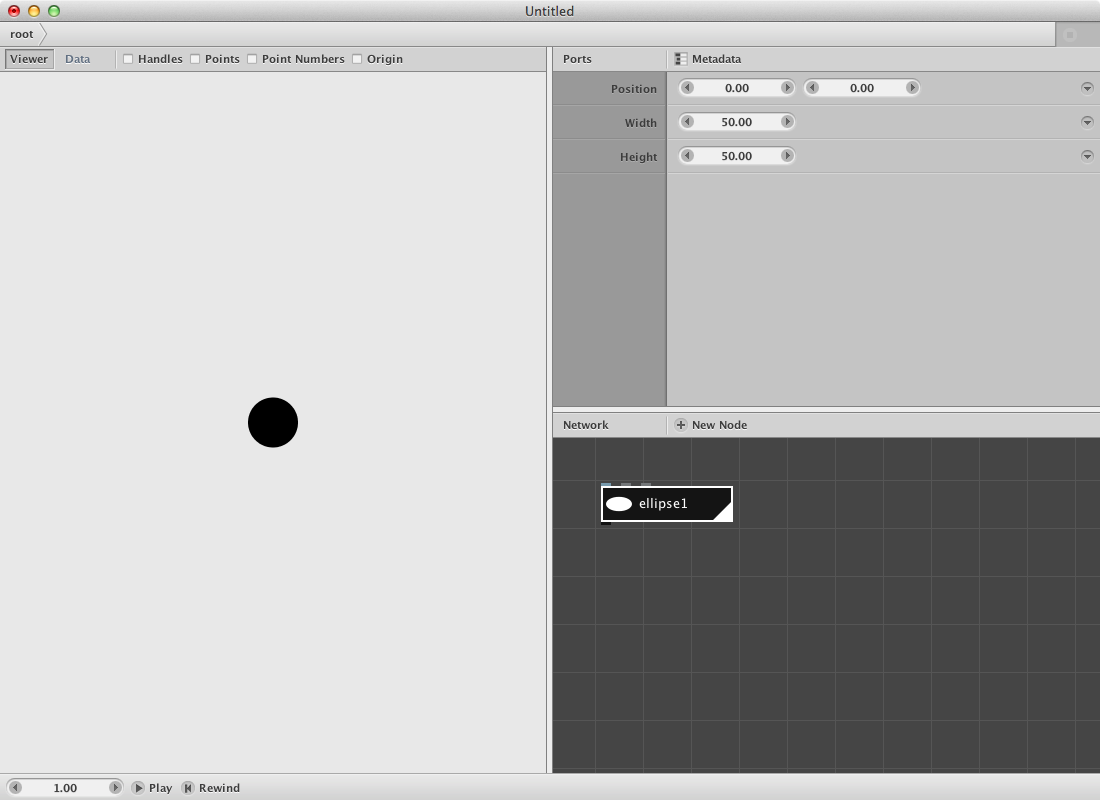 Untitled
root
Viewer Data Handles Points Point Numbers Origin
Ports Metadata
Position 0.00 0.00
Width 50.00
Height 50.00
Network New Node
ellipse1
1.00 Play Rewind